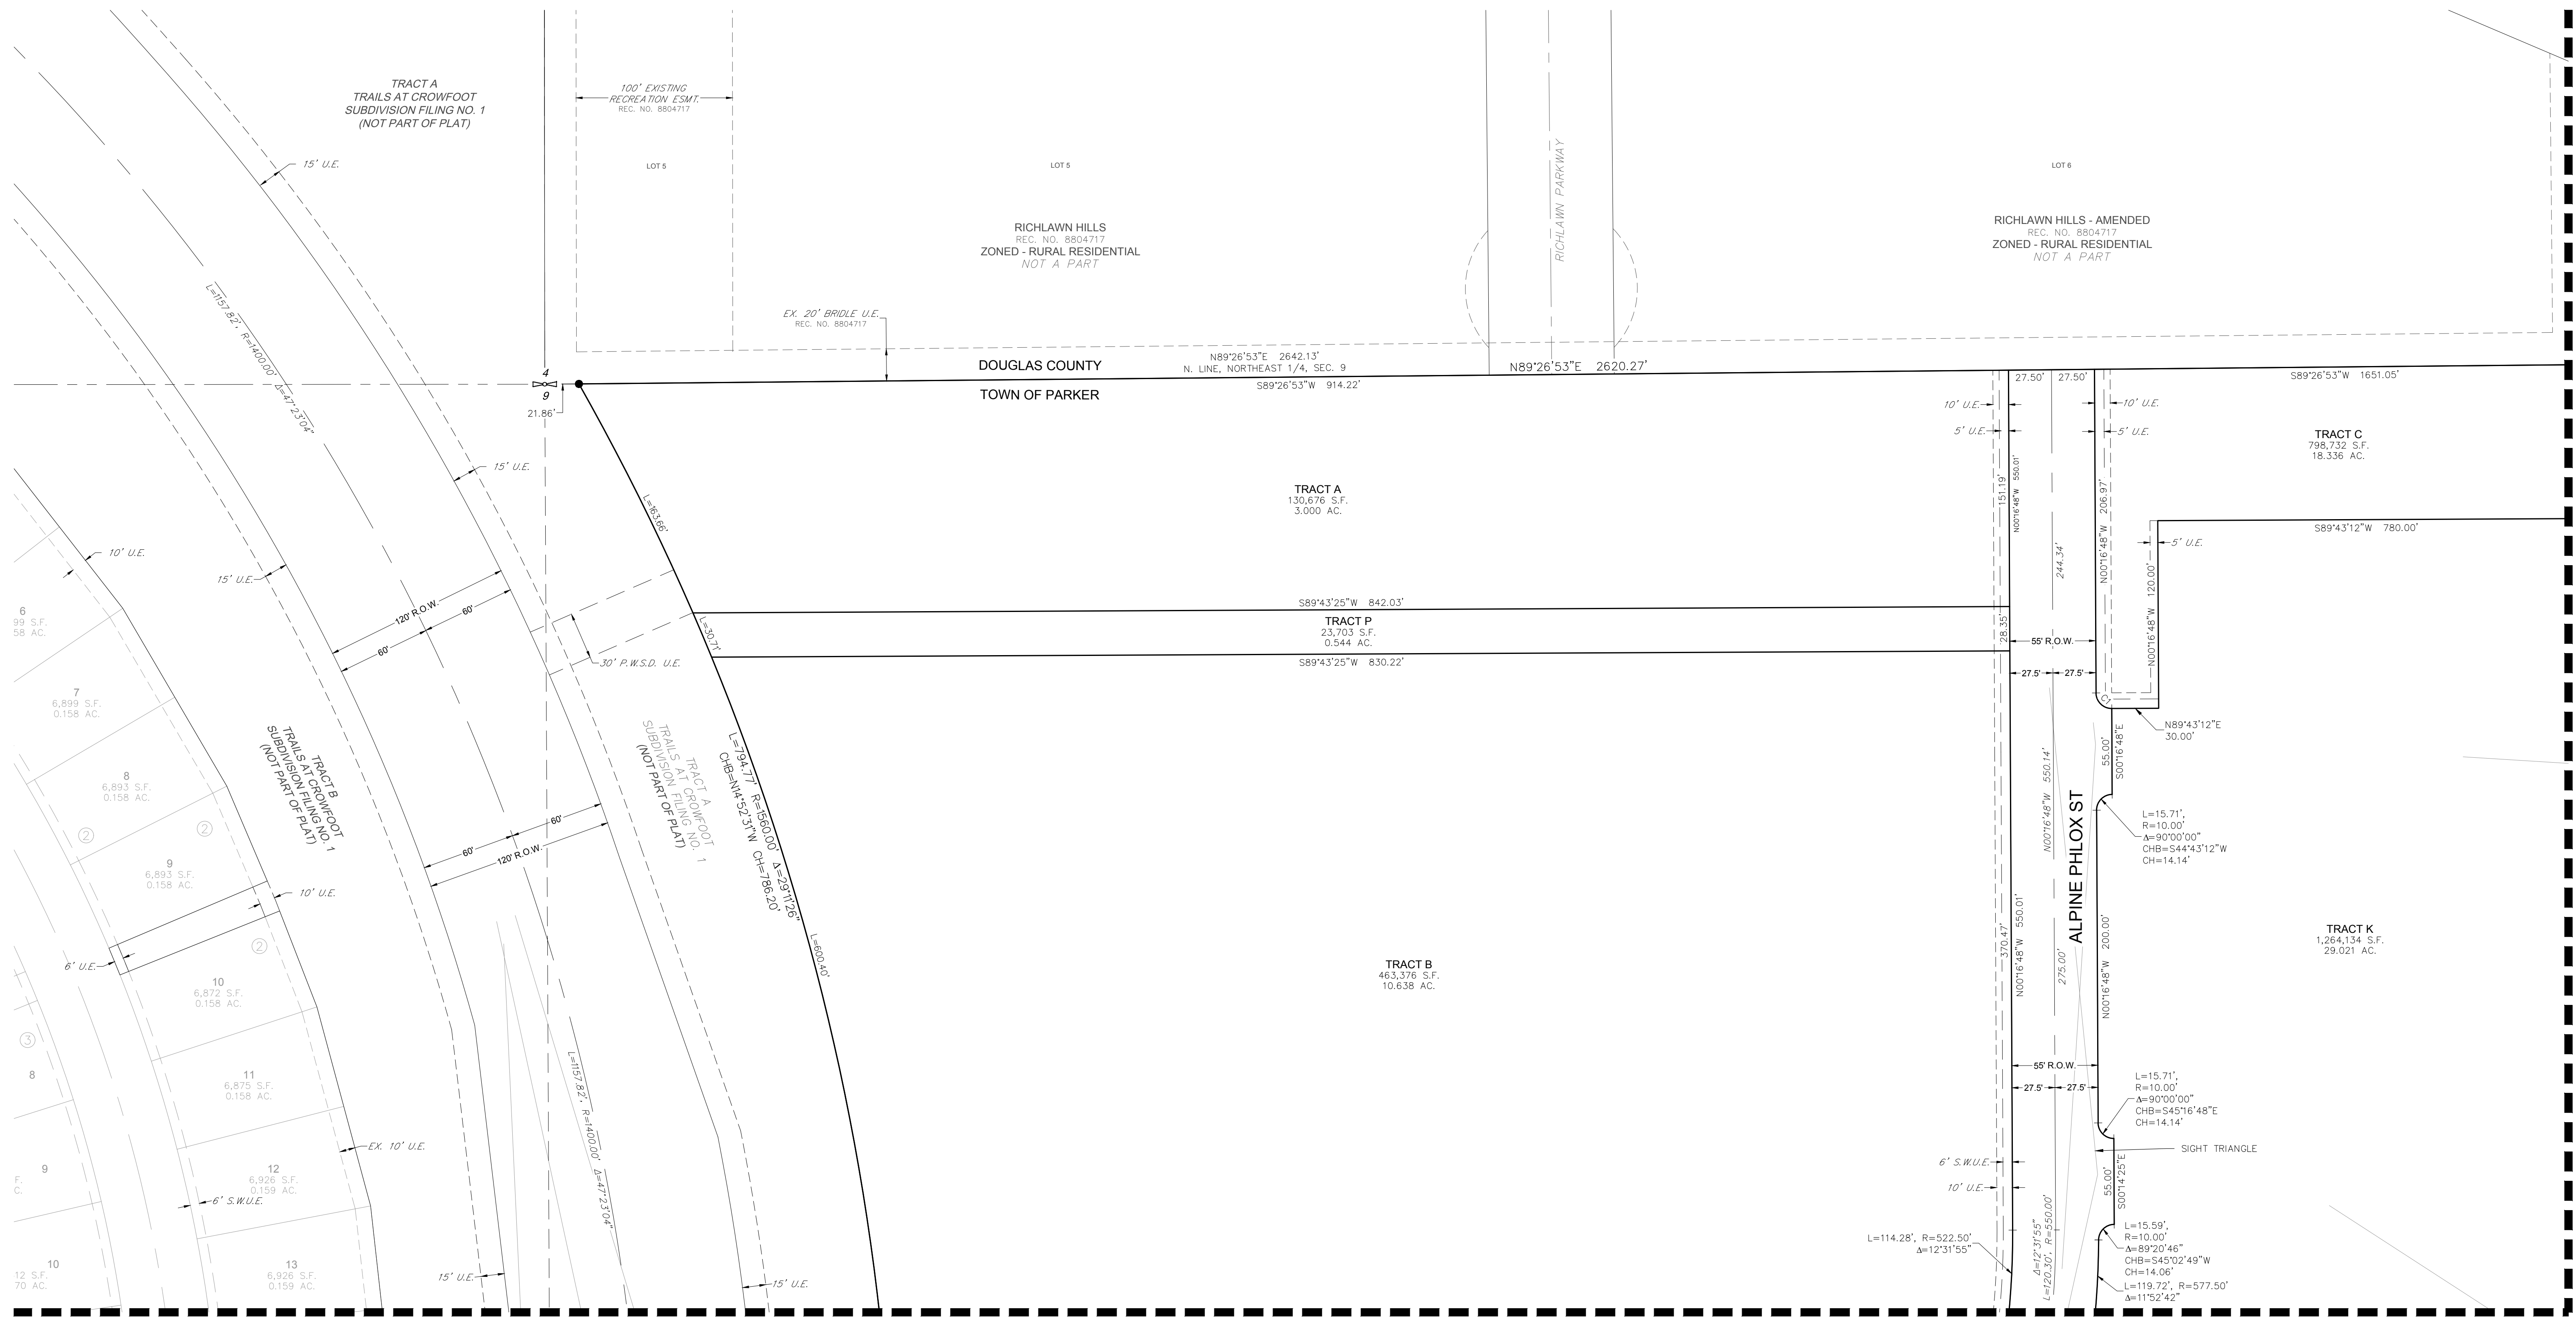 TRACT A
TRAILS AT CROWFOOT
SUBDIVISION FILING NO. 1
(NOT PART OF PLAT)
15' U.E.
100' EXISTING
RECREATION ESMT.
REC. NO. 8804717
LOT 5
LOT 5
RICHLAWN HILLS
REC. NO. 8804717
ZONED - RURAL RESIDENTIAL
NOT A PART
RICHLAWN PARKWAY
LOT 6
RICHLAWN HILLS - AMENDED
REC. NO. 8804717
ZONED - RURAL RESIDENTIAL
NOT A PART
EX. 20' BRIDLE U.E.
REC. NO. 8804717
DOUGLAS COUNTY
N89°26'53"E 2642.13'
N. LINE, NORTHEAST 1/4, SEC. 9
N89°26'53"E 2620.27'
4
9
21.86'
TOWN OF PARKER
S89°26'53"W 914.22'
27.50'
27.50'
S89°26'53"W 1651.05'
10' U.E.
5' U.E.
10' U.E.
5' U.E.
L=1157.82', R=1400.00' Δ=47°23'04"
15' U.E.
L=163.66'
TRACT A
130,676 S.F.
3.000 AC.
151.19'
N00°16'48"W 550.01'
244.34'
N00°16'48"W 206.97'
TRACT C
798,732 S.F.
18.336 AC.
S89°43'12"W 780.00'
5' U.E.
N00°16'48"W 120.00'
10' U.E.
15' U.E.
120' R.O.W.
60'
60'
6
99 S.F.
58 AC.
S89°43'25"W 842.03'
TRACT P
23,703 S.F.
0.544 AC.
L=30.71'
28.35'
55' R.O.W.
S89°43'25"W 830.22'
30' P.W.S.D. U.E.
27.5'
27.5'
C1
N89°43'12"E
30.00'
7
6,899 S.F.
0.158 AC.
TRACT B
TRAILS AT CROWFOOT
SUBDIVISION FILING NO. 1
(NOT PART OF PLAT)
TRACT A
TRAILS AT CROWFOOT
SUBDIVISION FILING NO. 1
(NOT PART OF PLAT)
L=794.77' R=1560.00' Δ=29°11'26"
CHB=N14°52'31"W CH=786.20'
L=600.40'
8
6,893 S.F.
0.158 AC.
2
2
9
6,893 S.F.
0.158 AC.
60'
60'
120' R.O.W.
10' U.E.
2
6' U.E.
10
6,872 S.F.
0.158 AC.
N00°16'48"W 550.14'
ALPINE PHLOX ST
55.00'
S00°16'48"E
L=15.71',
R=10.00'
Δ=90°00'00"
CHB=S44°43'12"W
CH=14.14'
TRACT B
463,376 S.F.
10.638 AC.
370.47'
N00°16'48"W 550.01'
275.00'
N00°16'48"W 200.00'
TRACT K
1,264,134 S.F.
29.021 AC.
3
8
11
6,875 S.F.
0.158 AC.
L=1157.82', R=1400.00' Δ=47°23'04"
55' R.O.W.
27.5'
27.5'
L=15.71',
R=10.00'
Δ=90°00'00"
CHB=S45°16'48"E
CH=14.14'
SIGHT TRIANGLE
EX. 10' U.E.
9
F.
C.
12
6,926 S.F.
0.159 AC.
6' S.W.U.E.
6' S.W.U.E.
10' U.E.
55.00'
S00°14'25"E
L=114.28', R=522.50'
Δ=12°31'55"
Δ=12°31'55"
L=120.30', R=550.00'
L=15.59',
R=10.00'
Δ=89°20'46"
CHB=S45°02'49"W
CH=14.06'
L=119.72', R=577.50'
Δ=11°52'42"
10
12 S.F.
70 AC.
13
6,926 S.F.
0.159 AC.
15' U.E.
15' U.E.